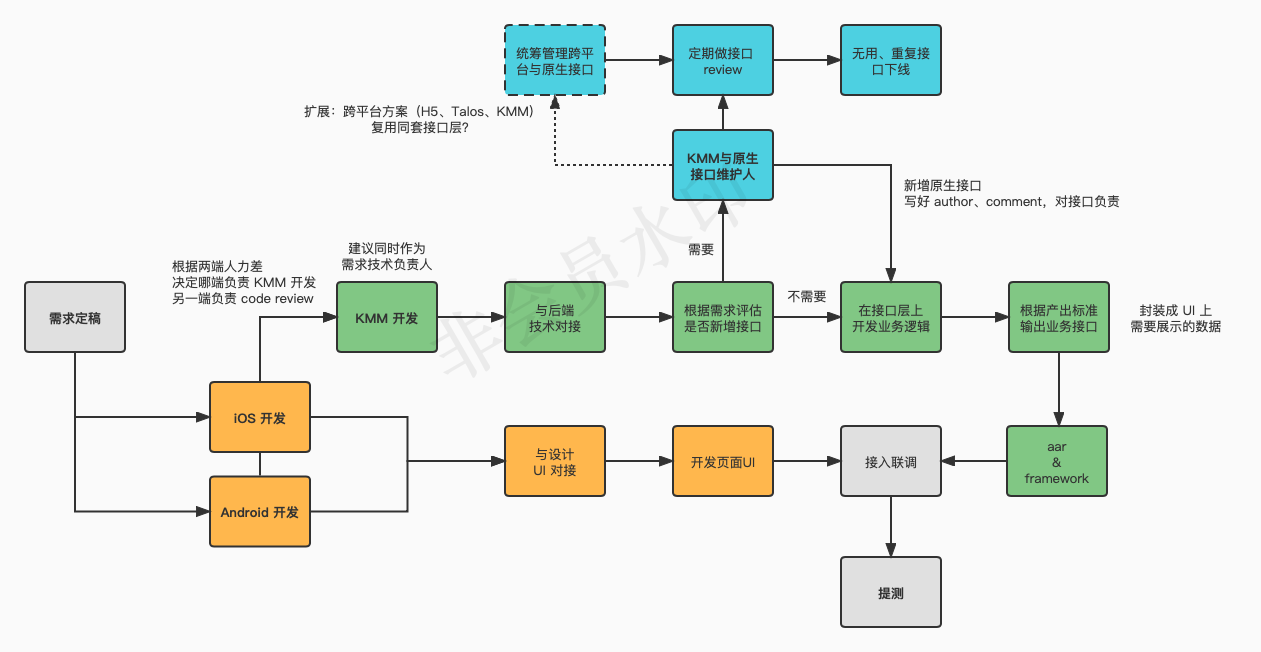 统筹管理跨平
台与原生接口
定期做接口
review
无用、重复接
口下线
扩展：跨平台方案（H5、Talos、KMM）
复用同套接口层？
KMM与原生
接口维护人
新增原生接口
写好 author、comment，对接口负责
需要
建议同时作为
需求技术负责人
根据两端人力差
决定哪端负责 KMM 开发
另一端负责 code review
需求定稿
KMM 开发
与后端
技术对接
根据需求评估
是否新增接口
不需要
在接口层上
开发业务逻辑
根据产出标准
输出业务接口
封装成 UI 上
需要展示的数据
iOS 开发
与设计
UI 对接
开发页面UI
接入联调
aar
&
framework
Android 开发
提测
非会员水印